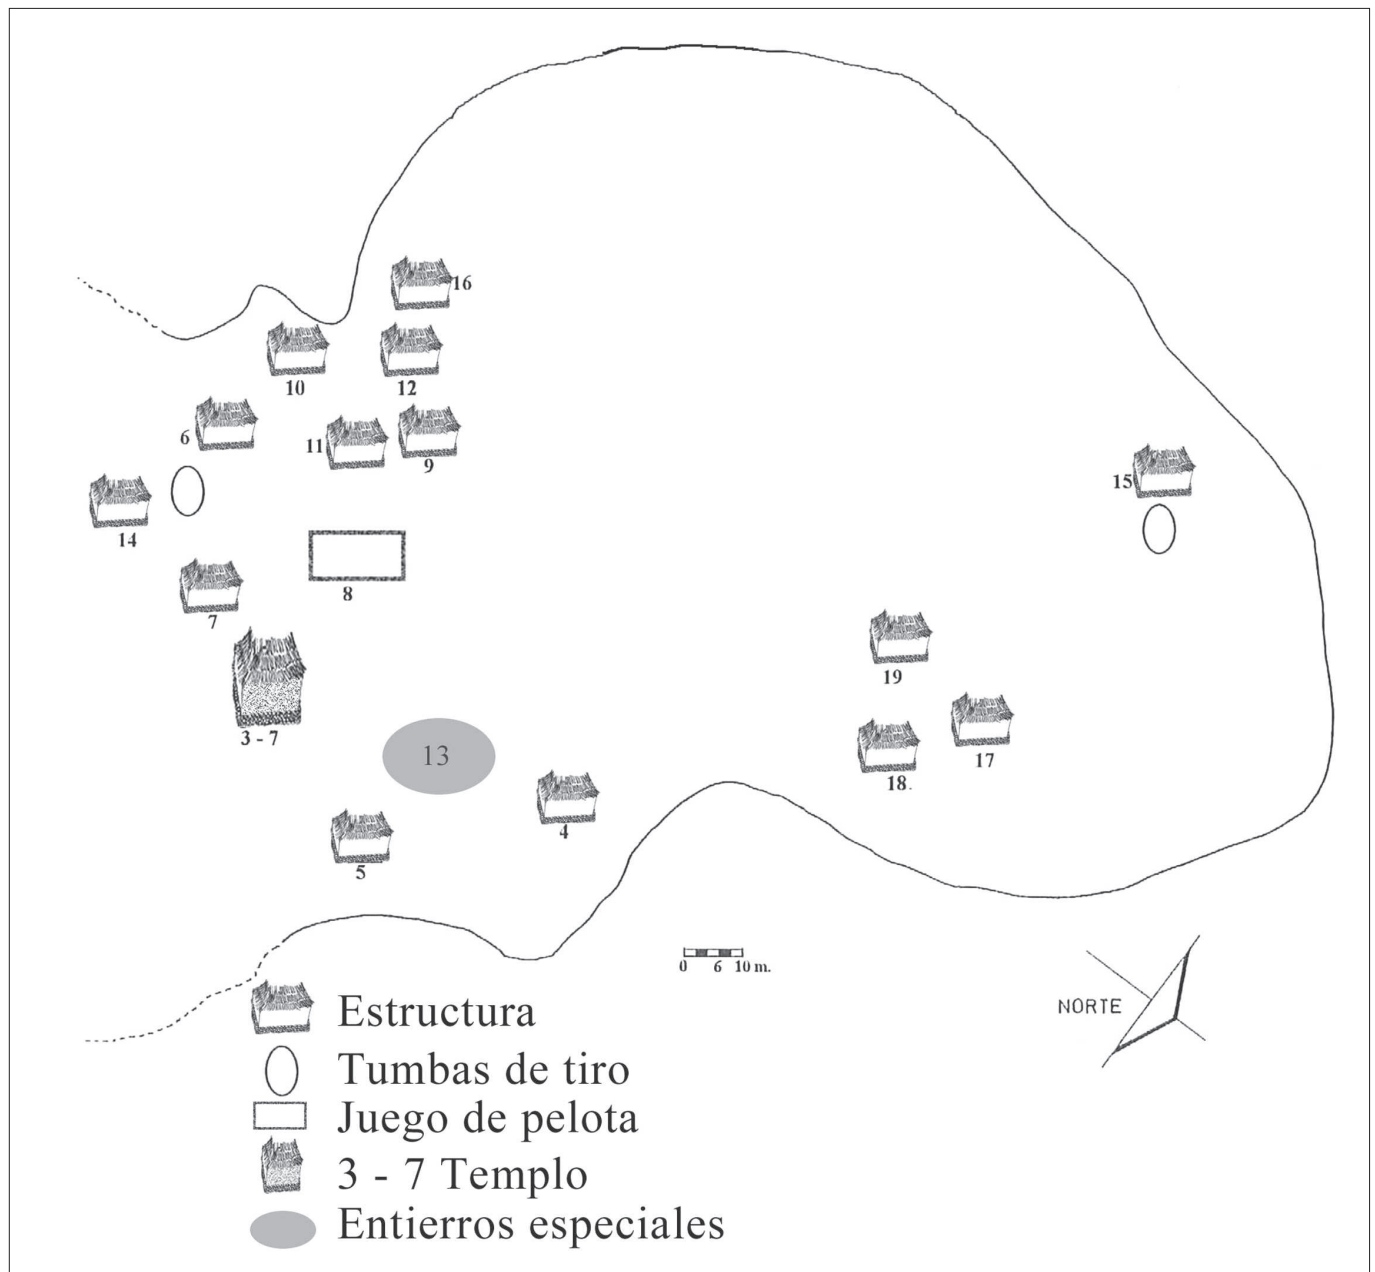 16
10
12
6
11
9
15
14
8
7
19
3 - 7
13
17
18.
4
5
0 6 10 m.
NORTE
Estructura
Tumbas de tiro
Juego de pelota
3 - 7 Templo
Entierros especiales